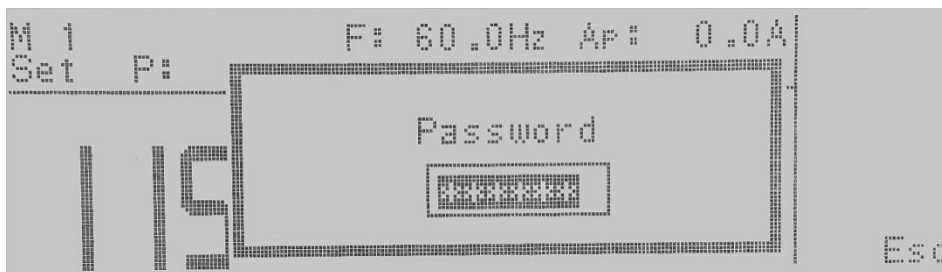 M 1 F: 60.0Hz Ap: 0.0A
Set P:
Password
********
115
Esc